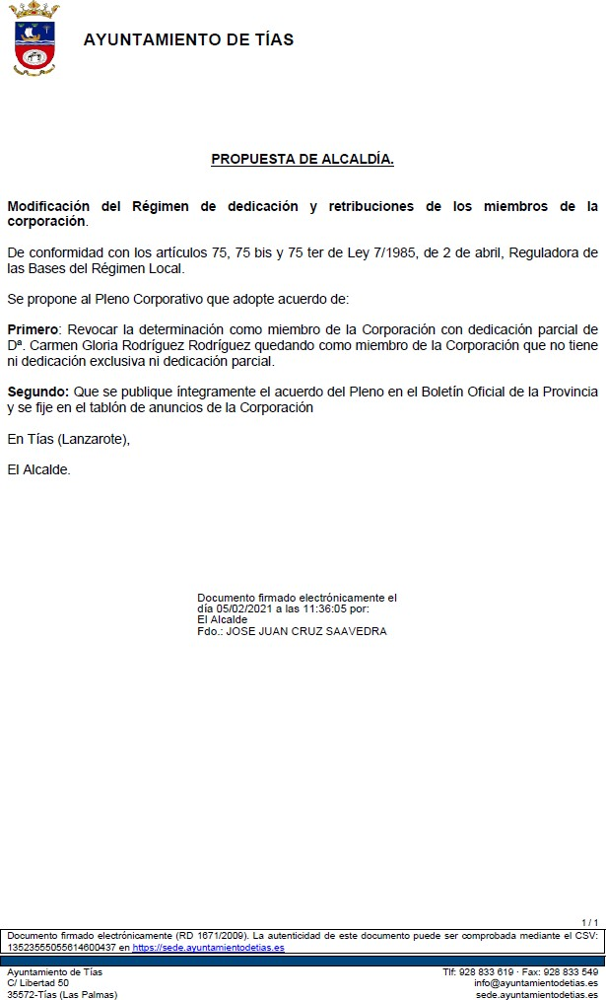 AYUNTAMIENTO DE TÍAS
PROPUESTA DE ALCALDÍA.
Modificación del Régimen de dedicación y retribuciones de los miembros de la
corporación.
De conformidad con los artículos 75, 75 bis y 75 ter de Ley 7/1985, de 2 de abril, Reguladora de
las Bases del Régimen Local.
Se propone al Pleno Corporativo que adopte acuerdo de:
Primero: Revocar la determinación como miembro de la Corporación con dedicación parcial de
Dª. Carmen Gloria Rodríguez Rodríguez quedando como miembro de la Corporación que no tiene
ni dedicación exclusiva ni dedicación parcial.
Segundo: Que se publique íntegramente el acuerdo del Pleno en el Boletín Oficial de la Provincia
y se fije en el tablón de anuncios de la Corporación
En Tías (Lanzarote),
El Alcalde.
Documento firmado electrónicamente el
día 05/02/2021 a las 11:36:05 por:
El Alcalde
Fdo.: JOSE JUAN CRUZ SAAVEDRA
1 / 1
Documento firmado electrónicamente (RD 1671/2009). La autenticidad de este documento puede ser comprobada mediante el CSV:
13523555055614600437 en https://sede.ayuntamientodetias.es
Ayuntamiento de Tías
C/ Libertad 50
35572-Tías (Las Palmas)
Tlf: 928 833 619 · Fax: 928 833 549
info@ayuntamientodetias.es
sede.ayuntamientodetias.es